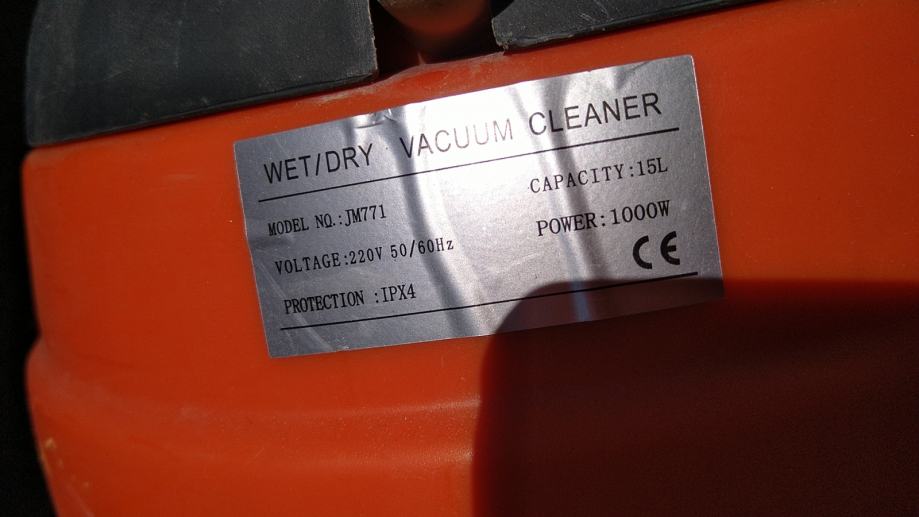 WET/DRY VACUUM CLEANER
MODEL NO.:JM771
CAPACITY:15L
VOLTAGE:220V 50/60Hz
POWER:1000W
PROTECTION :IPX4
CE